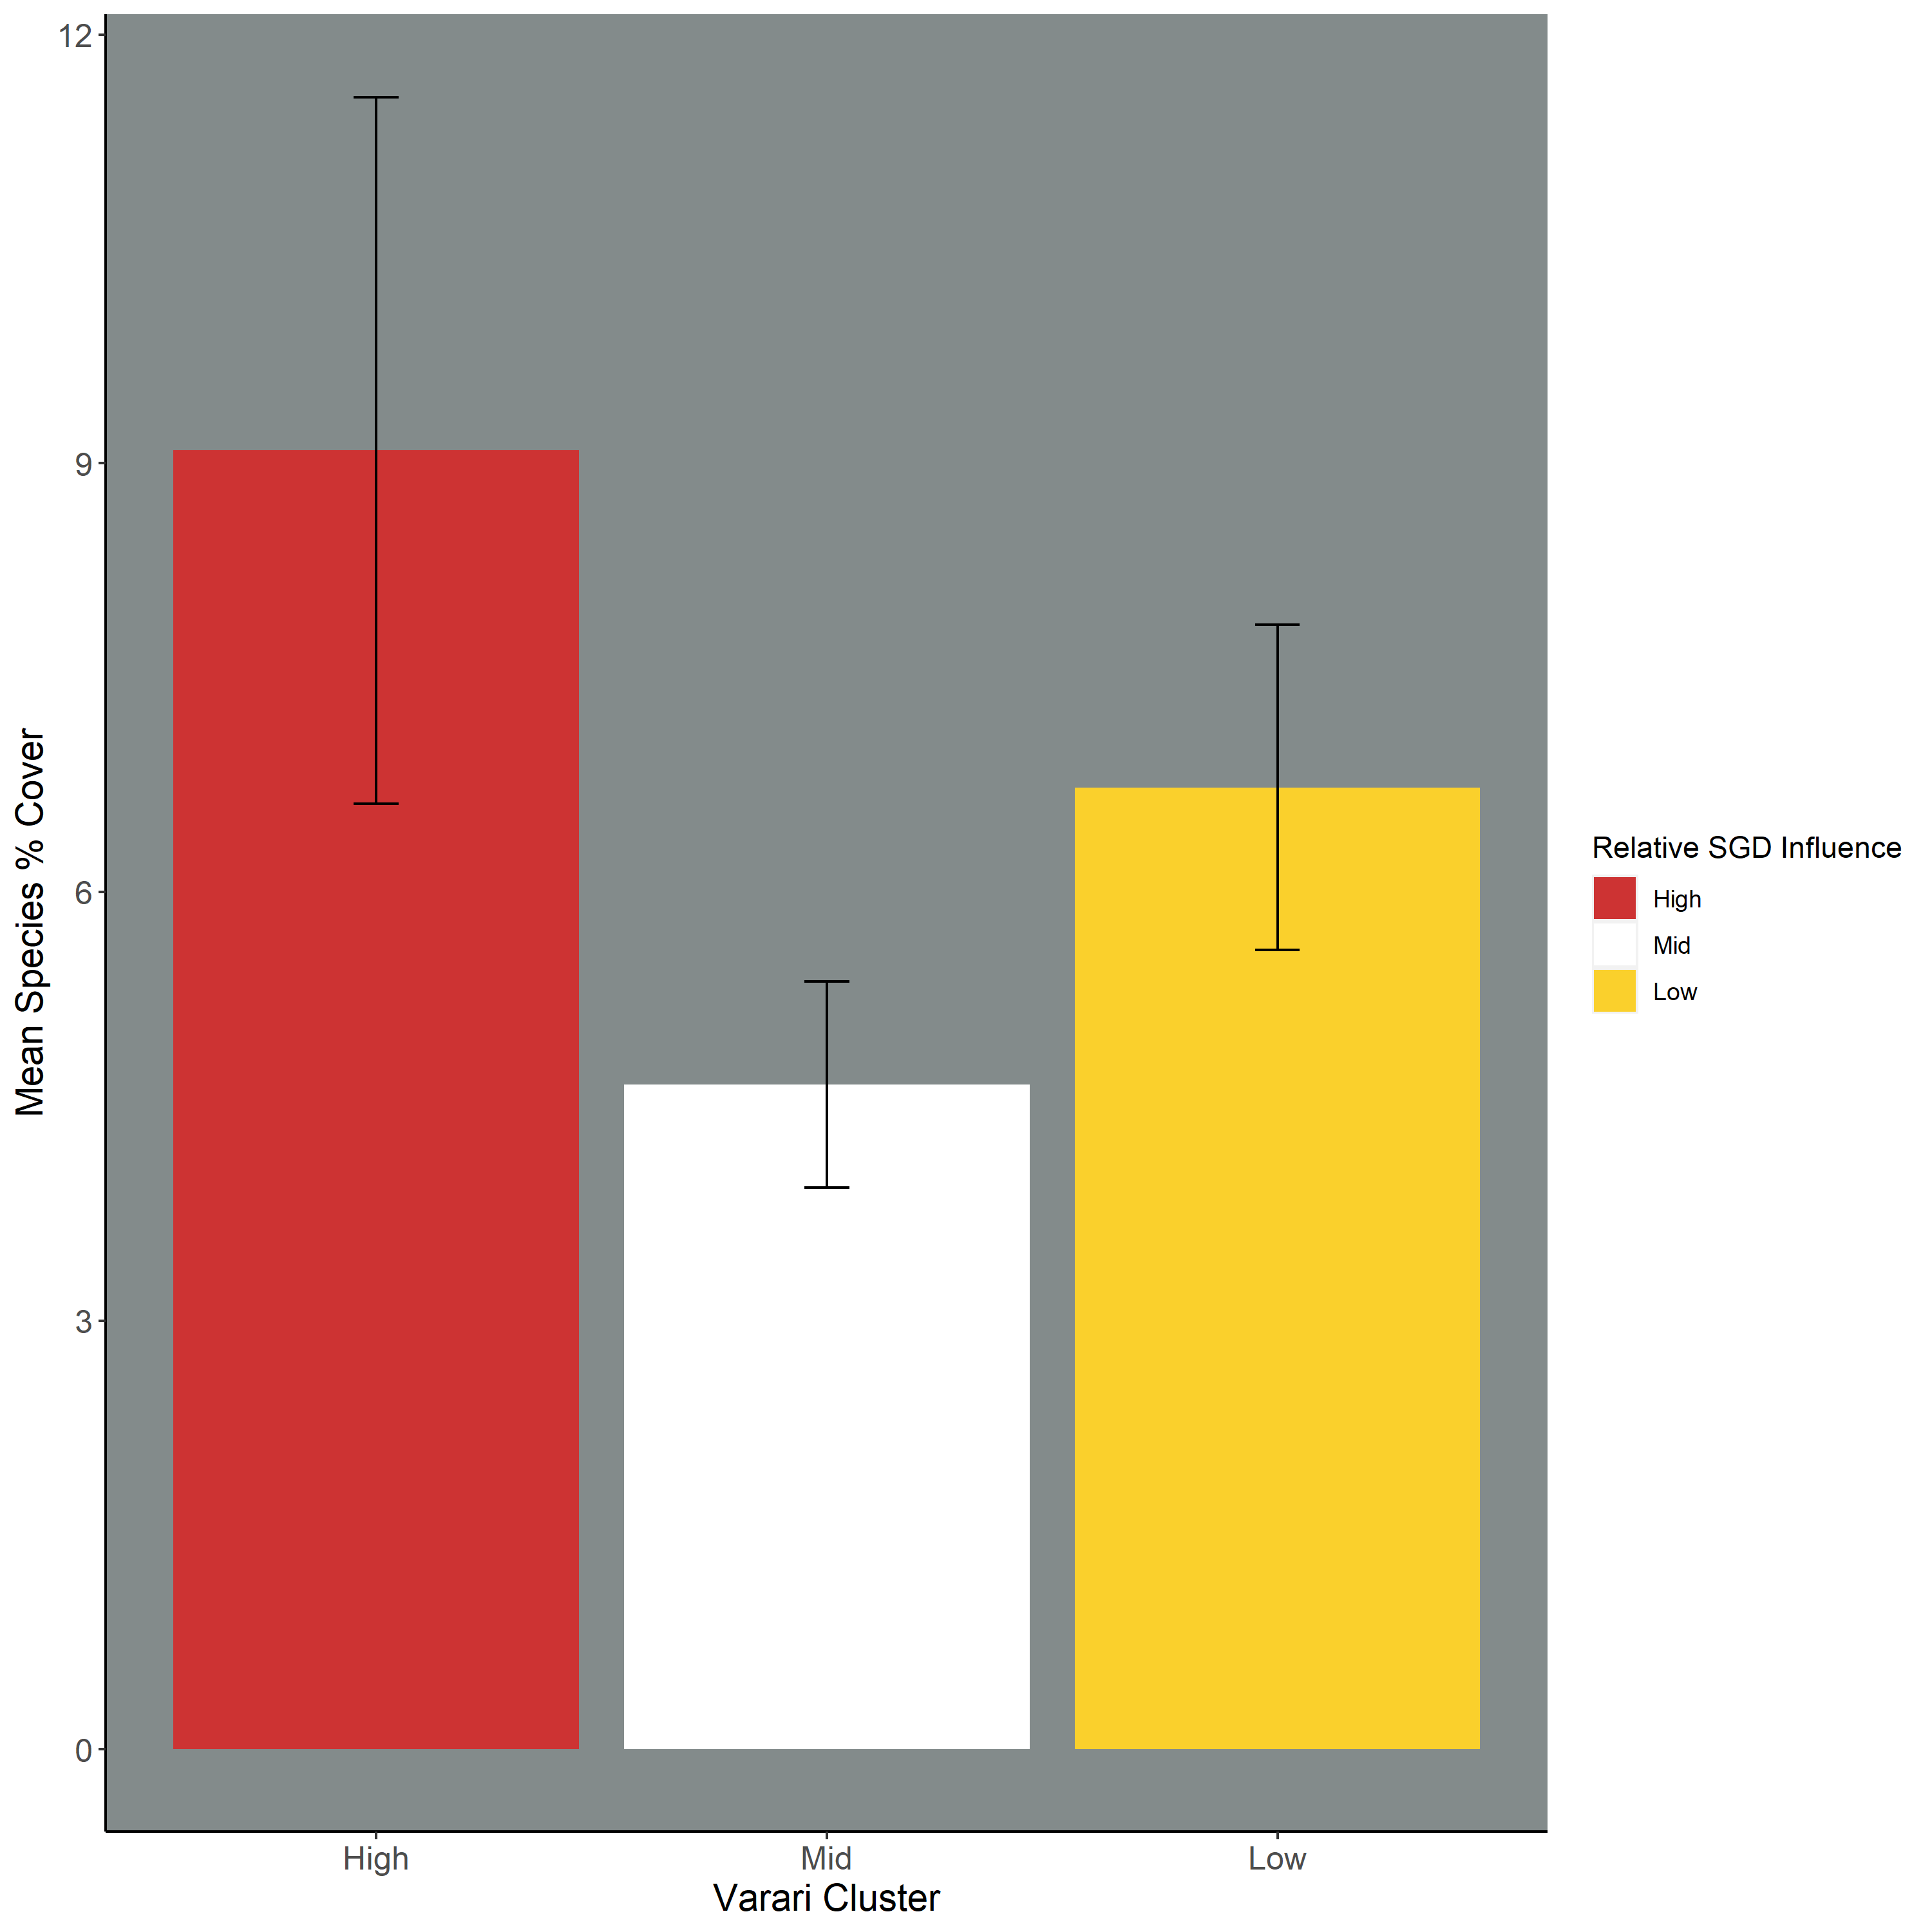 12
9
6
3
0
Mean Species % Cover
High
Mid
Low
Varari Cluster
Relative SGD Influence
High
Mid
Low